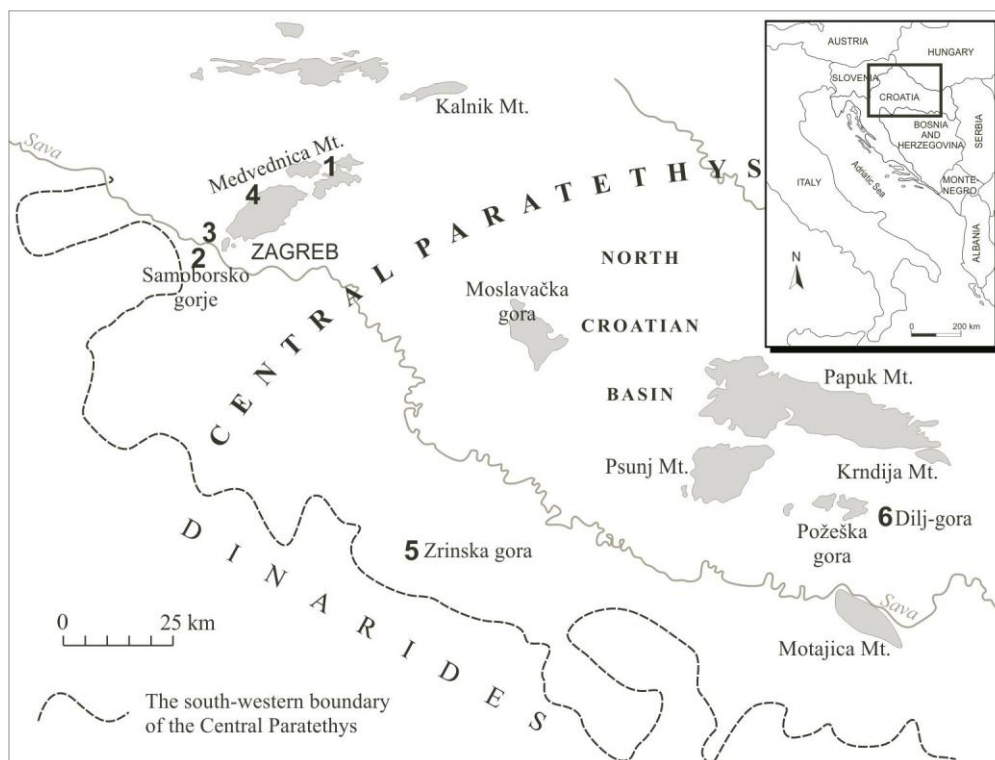 Kalnik Mt.
Sava
Medvednica Mt.
1
4
3
2
ZAGREB
Samoborsko
gorje
CENTRAL PARATETHYS
NORTH
CROATIAN
BASIN
Moslavačka
gora
Papuk Mt.
Psunj Mt.
Krndija Mt.
6 Dilj-gora
Požeška
gora
5 Zrinska gora
DINARIDES
Sava
Motajica Mt.
0 25 km
The south-western boundary
of the Central Paratethys
AUSTRIA
HUNGARY
SLOVENIA
CROATIA
BOSNIA
AND
HERZEGOVINA
SERBIA
ITALY
Adriatic Sea
MONTE-
NEGRO
ALBANIA
N
0 200 km